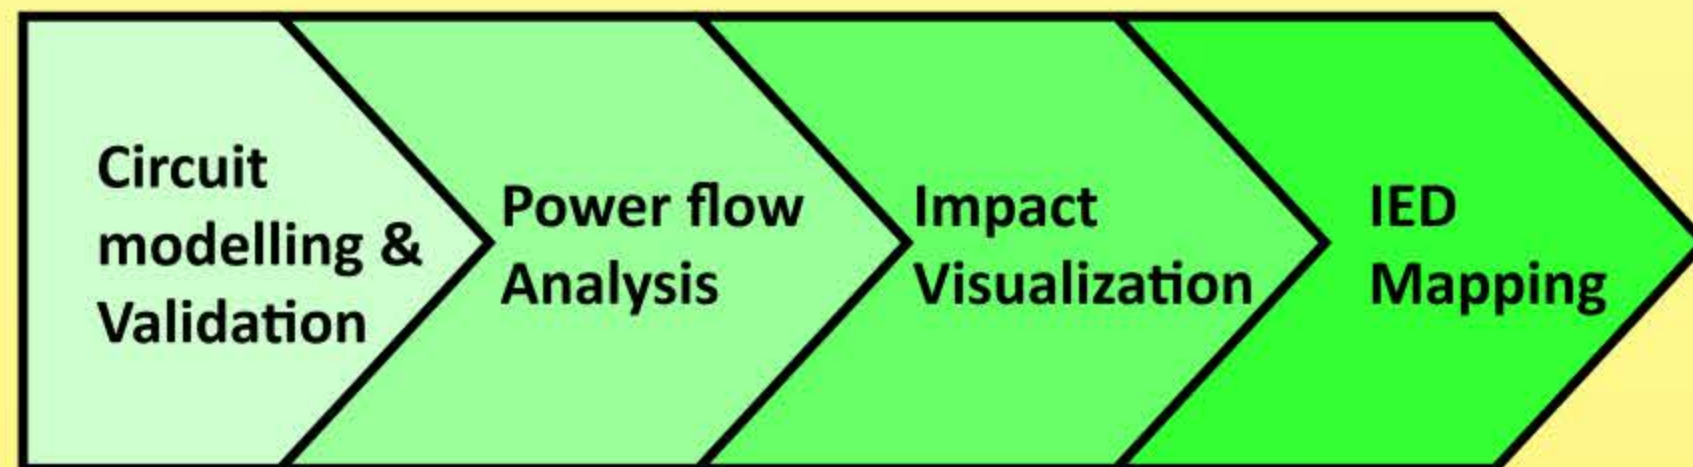 Circuit
modelling &
Validation
Power flow
Analysis
Impact
Visualization
IED
Mapping